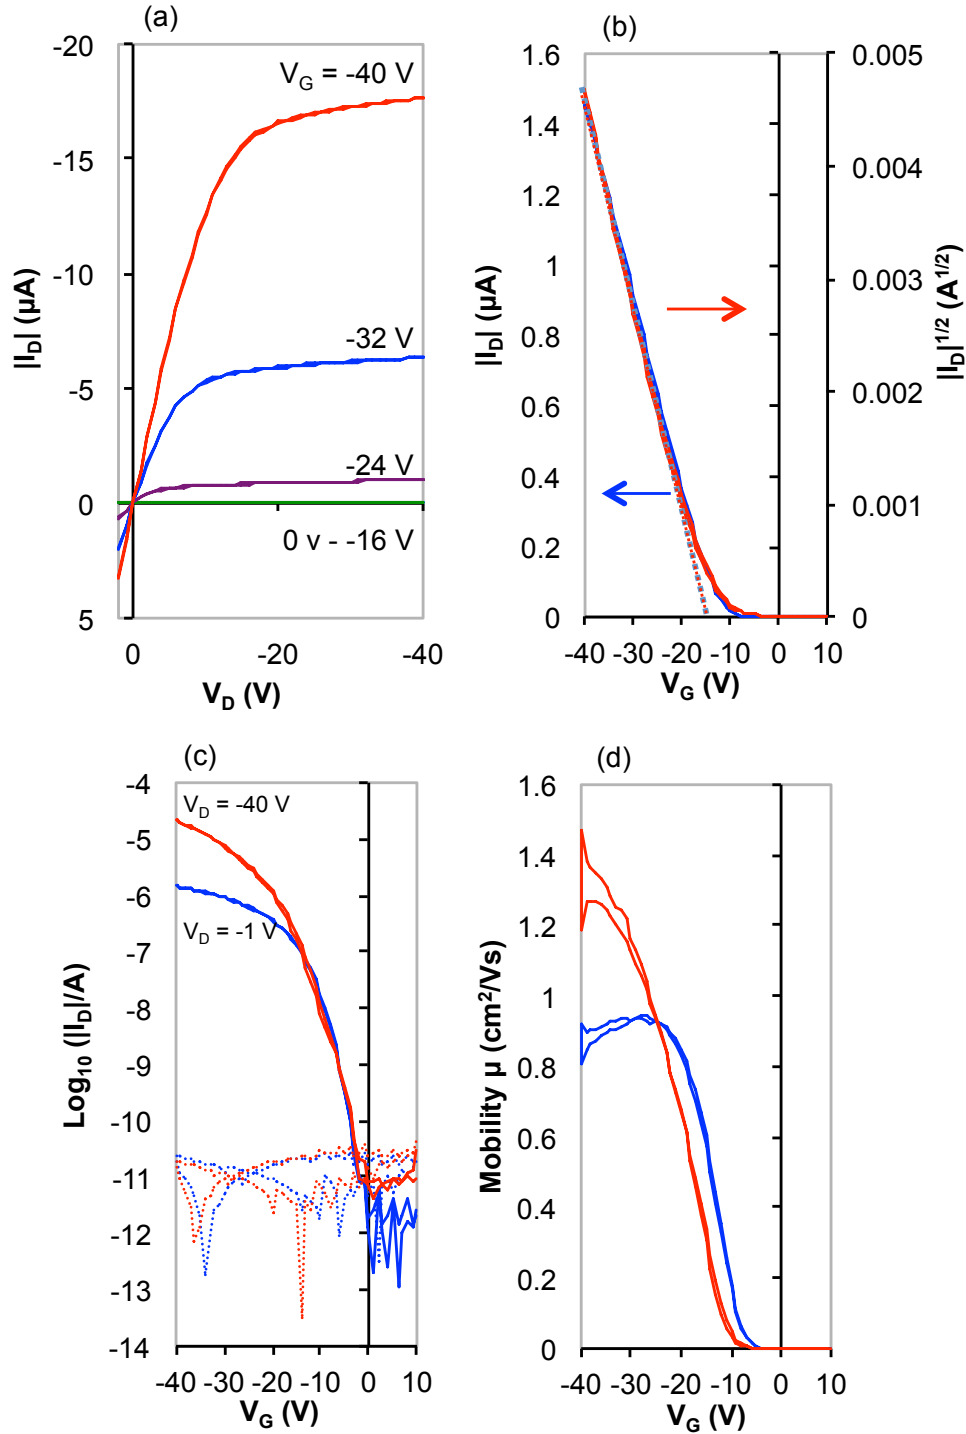 (a)
-20
V_G = -40 V
-15
-10
|I_D| (µA)
-32 V
-5
-24 V
0
0 v - -16 V
5
0 -20 -40
V_D (V)
(b)
1.6 0.005
1.4
1.2 0.004
1 0.003
0.8
|I_D| (µA)
|I_D|^1/2 (A^1/2)
0.6 0.002
0.4 0.001
0.2
0 0
-40 -30 -20 -10 0 10
V_G (V)
(c)
-4
V_D = -40 V
-5
-6
V_D = -1 V
-7
-8
Log_10 (|I_D|/A)
-9
-10
-11
-12
-13
-14
-40 -30 -20 -10 0 10
V_G (V)
(d)
1.6
1.4
1.2
1
0.8
Mobility µ (cm^2/Vs)
0.6
0.4
0.2
0
-40 -30 -20 -10 0 10
V_G (V)